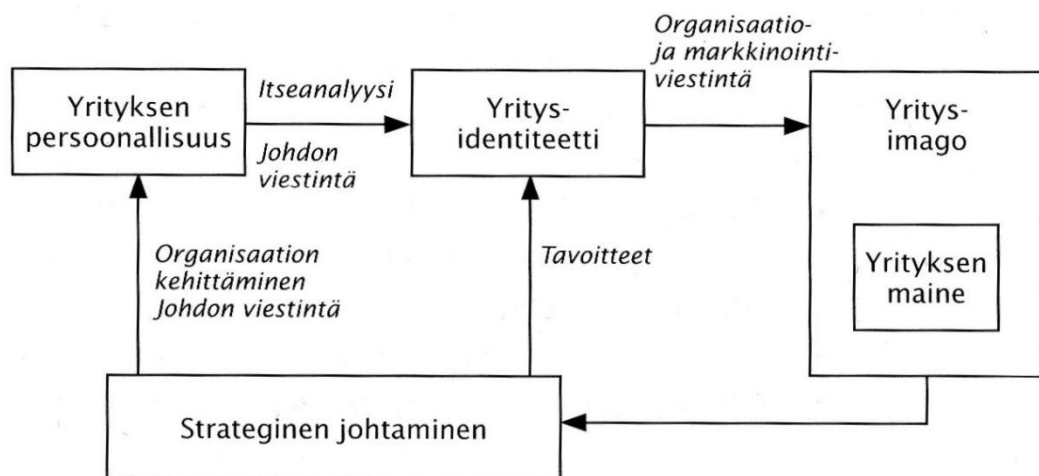 Organisaatio-
ja markkinointi-
viestintä
Yrityksen
persoonallisuus
Itseanalyysi
Johdon
viestintä
Yritys-
identiteetti
Yritys-
imago
Organisaation
kehittäminen
Johdon viestintä
Tavoitteet
Yrityksen
maine
Strateginen johtaminen